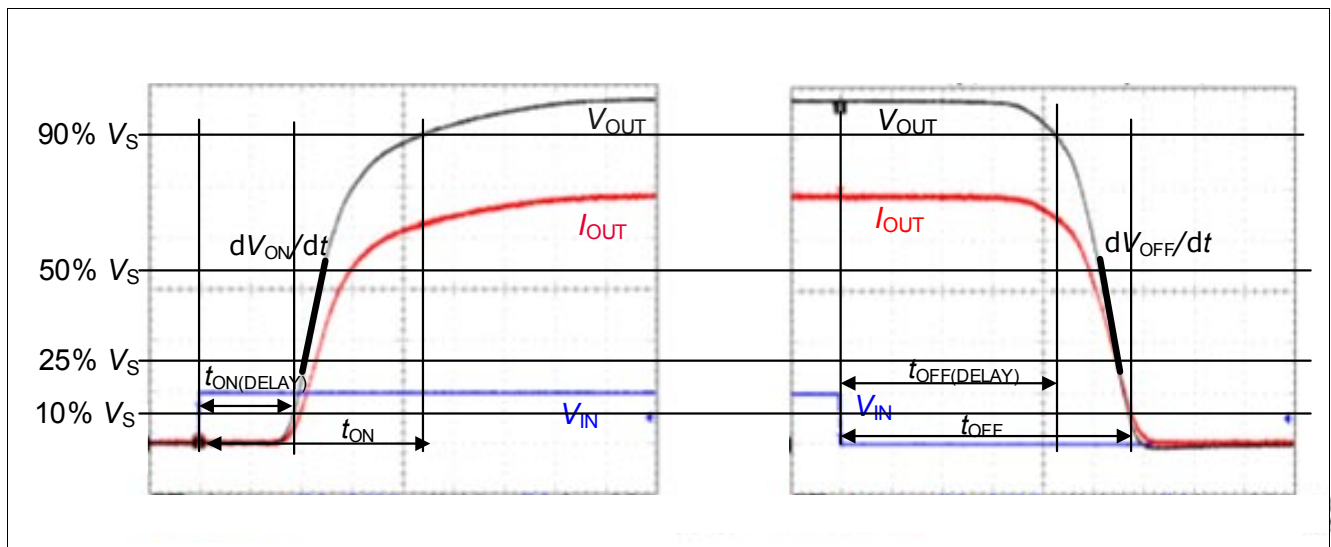 90% VS
VOUT
VOUT
IOUT
IOUT
dVON/dt
dVOFF/dt
50% VS
25% VS
tON(DELAY)
tOFF(DELAY)
10% VS
VIN
VIN
tON
tOFF